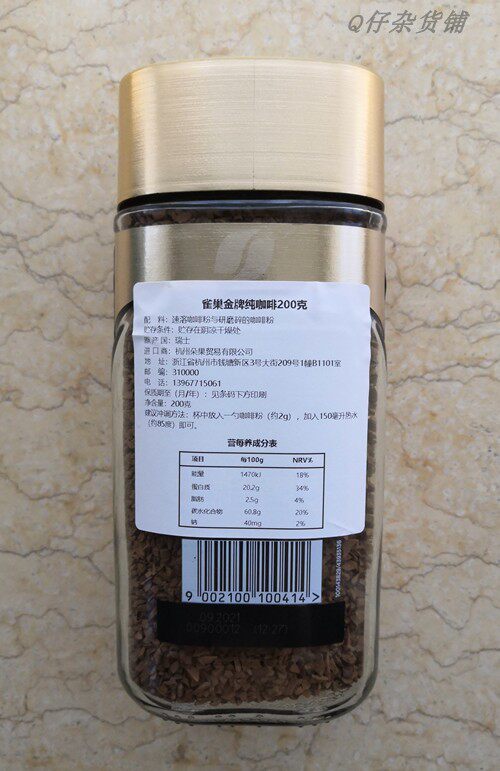 Q仔杂货铺
雀巢金牌纯咖啡200克
配 料：速溶咖啡粉与研磨碎的咖啡粉
贮存条件：贮存在阴凉干燥处
原产国：瑞士
进口商：杭州朵巢贸易有限公司
地 址：浙江省杭州市钱塘新区3号大街209号1幢B1101室
邮 编：310000
电 话：13967715061
保质期至（月/年）：见条码下方印刷
净含量：200克
建议冲调方法：杯中放入一勺咖啡粉（约2g），加入150毫升热水
（约85度）即可。
营每养成分表
项目 每100g NRV%
能量 1470kJ 18%
蛋白质 20.2g 34%
脂肪 2.5g 4%
碳水化合物 60.8g 20%
钠 40mg 2%
9 002100 100414 >
09.2021
00900012 (12:27)